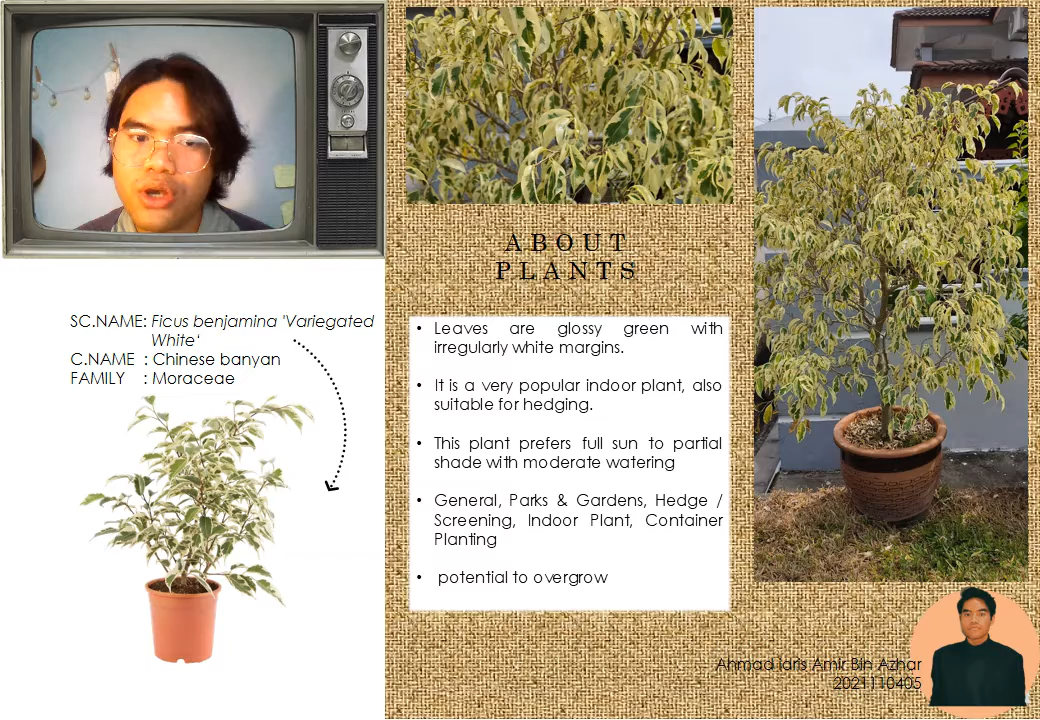 SC.NAME: Ficus benjamina 'Variegated
White'
C.NAME : Chinese banyan
FAMILY : Moraceae
ABOUT
PLANTS
• Leaves are glossy green with
irregularly white margins.
• It is a very popular indoor plant, also
suitable for hedging.
• This plant prefers full sun to partial
shade with moderate watering
• General, Parks & Gardens, Hedge /
Screening, Indoor Plant, Container
Planting
• potential to overgrow
Ahmad Idris Amir Bin Azhar
2021110405